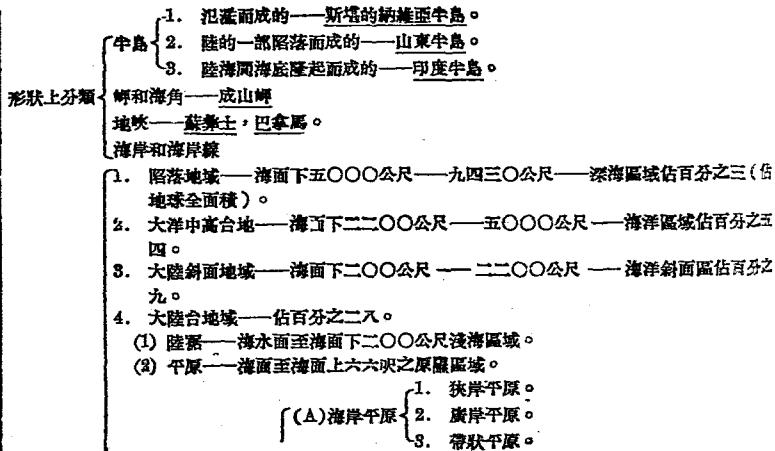 1. 氾濫而成的——斯堪的納維亞半島。
半島 2. 陸的一部陷落而成的——山東半島。
3. 陸海間海底隆起而成的——印度半島。
形狀上分類 岬和海角——成山岬
地峽——蘇彝士,巴拿馬。
海岸和海岸線
1. 陷落地域——海面下五〇〇〇公尺——九四三〇公尺——深海區域佔百分之三(佔
地球全面積)。
2. 大洋中高台地——海面下二二〇〇公尺——五〇〇〇公尺——海洋區域佔百分之五
四。
3. 大陸斜面地域——海面下二〇〇公尺——二二〇〇公尺——海洋斜面區佔百分之
九。
4. 大陸台地域——佔百分之二八。
(1) 陸棚——海水面至海面下二〇〇公尺淺海區域。
(2) 平原——海面至海面上六六呎之原隰區域。
1. 狹岸平原。
(A)海岸平原 2. 廣岸平原。
3. 帶狀平原。